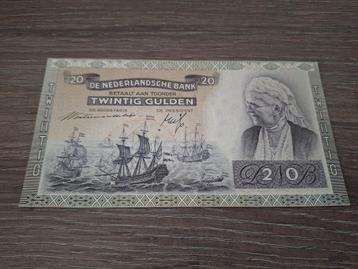 20 20
DE NEDERLANDSCHE BANK
BETAALT AAN TOONDER
TWINTIG GULDEN
DE SECRETARIS DE PRESIDENT
TWINTIG
TWINTIG
20